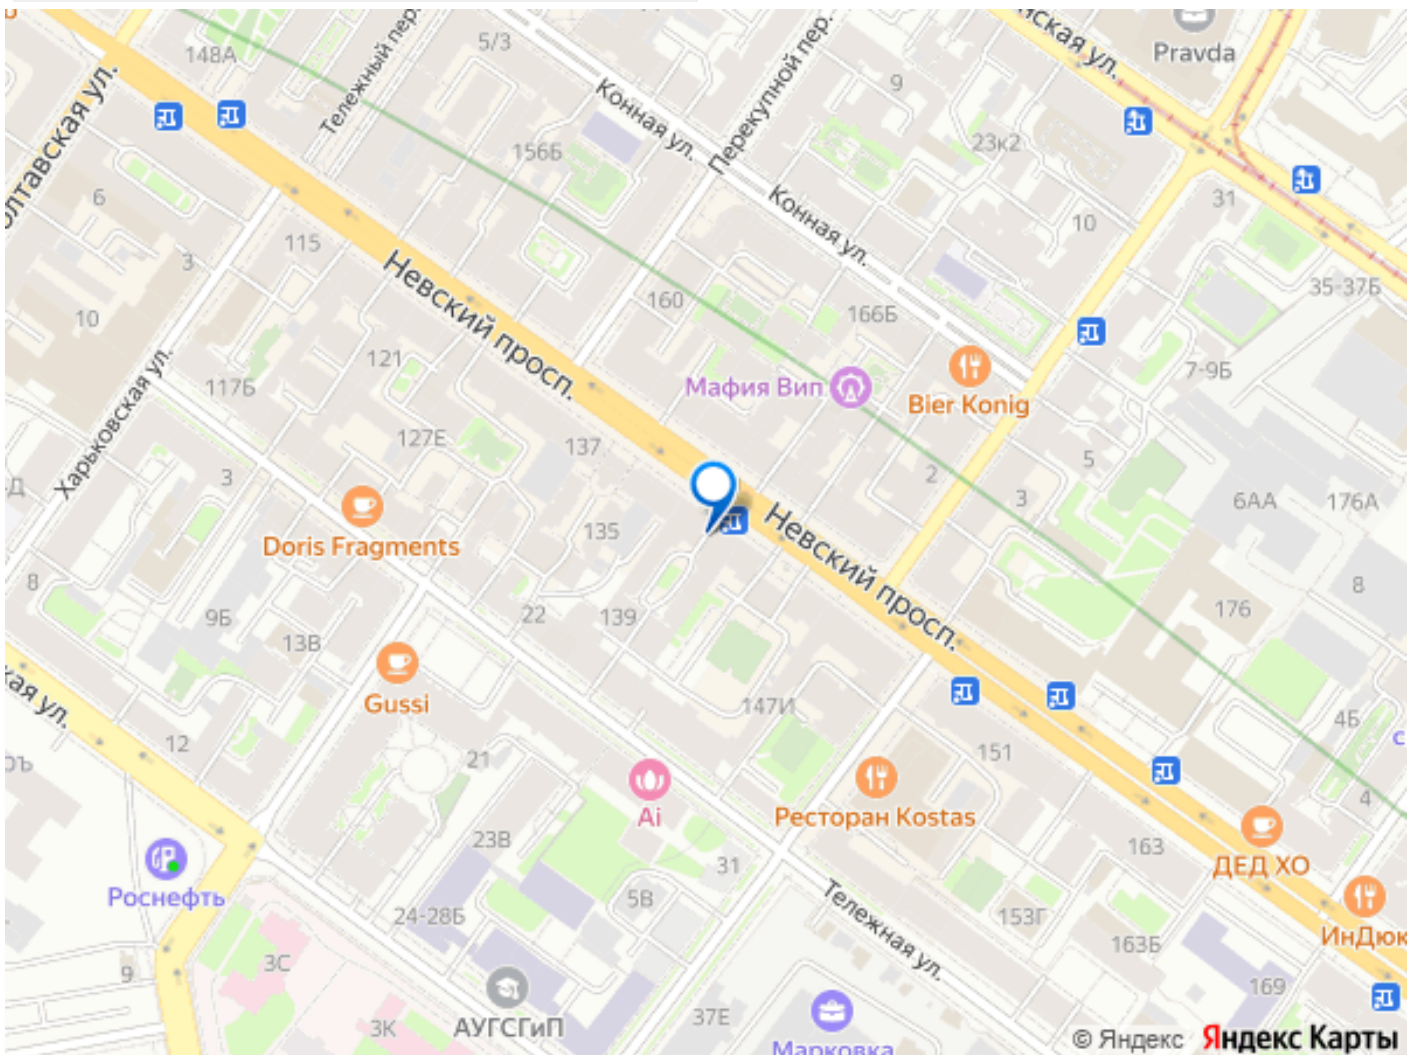 148А
Тележный пер.
5/3
Перекупной пер.
9
Pravda
Конная ул.
23к2
156Б
6
115
3
10
Невский просп.
160
Конная ул.
10
31
35-37Б
166Б
121
117Б
Харьковская ул.
Мафия Вип
Bier Konig
7-9Б
127Е
137
3
2
3
5
6АА
176А
Doris Fragments
135
Невский просп.
8
9Б
13В
22
139
176
8
Gussi
147И
4Б
12
21
151
Ai
Ресторан Kostas
4
23В
31
163
ДЕД ХО
Роснефть
5В
24-28Б
Тележная ул.
153Г
163Б
ИнДюк
3С
9
169
3К
АУГСГиП
37Е
Марковка
© Яндекс Яндекс Карты